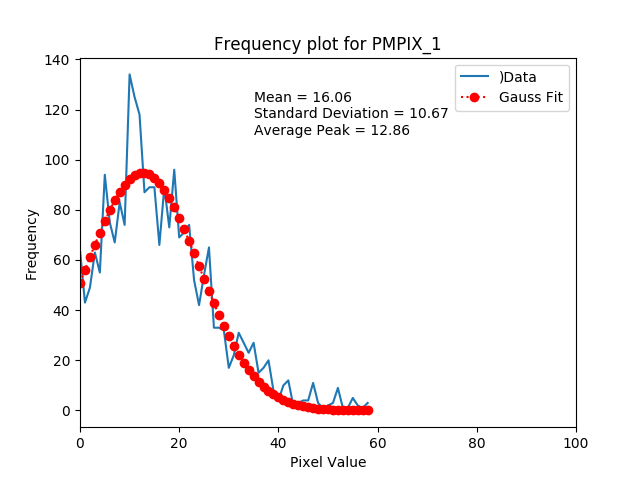 Frequency plot for PMPIX_1
)Data
Gauss Fit
Mean = 16.06
Standard Deviation = 10.67
Average Peak = 12.86
Frequency
140
120
100
80
60
40
20
0
0 20 40 60 80 100
Pixel Value